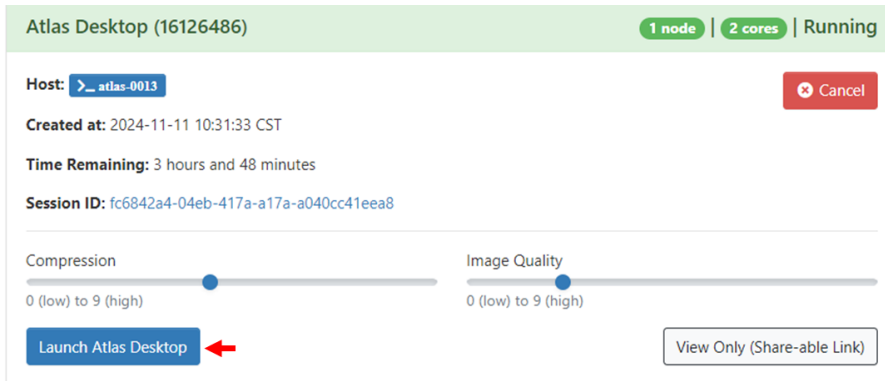 Atlas Desktop (16126486) 1 node | 2 cores | Running
Host: >_ atlas-0013
Cancel
Created at: 2024-11-11 10:31:33 CST
Time Remaining: 3 hours and 48 minutes
Session ID: fc6842a4-04eb-417a-a17a-a040cc41eea8
Compression
0 (low) to 9 (high)
Image Quality
0 (low) to 9 (high)
Launch Atlas Desktop
View Only (Share-able Link)